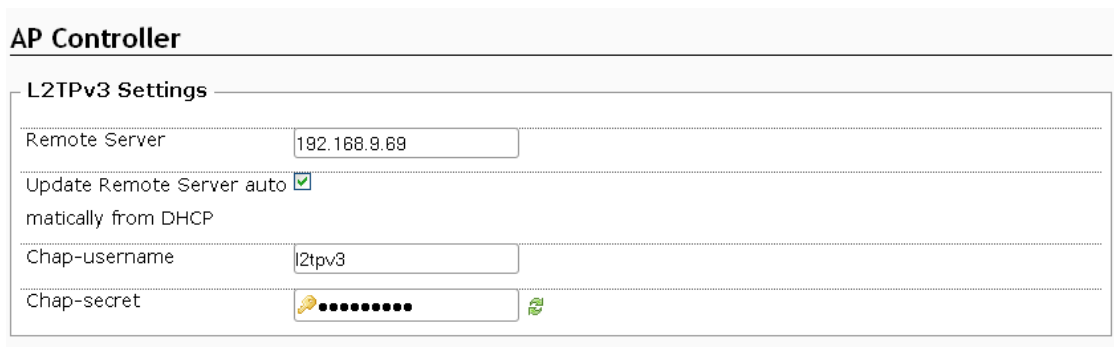 AP Controller
L2TPv3 Settings
Remote Server 192.168.9.69
Update Remote Server auto
matically from DHCP
Chap-username l2tpv3
Chap-secret •••••••••